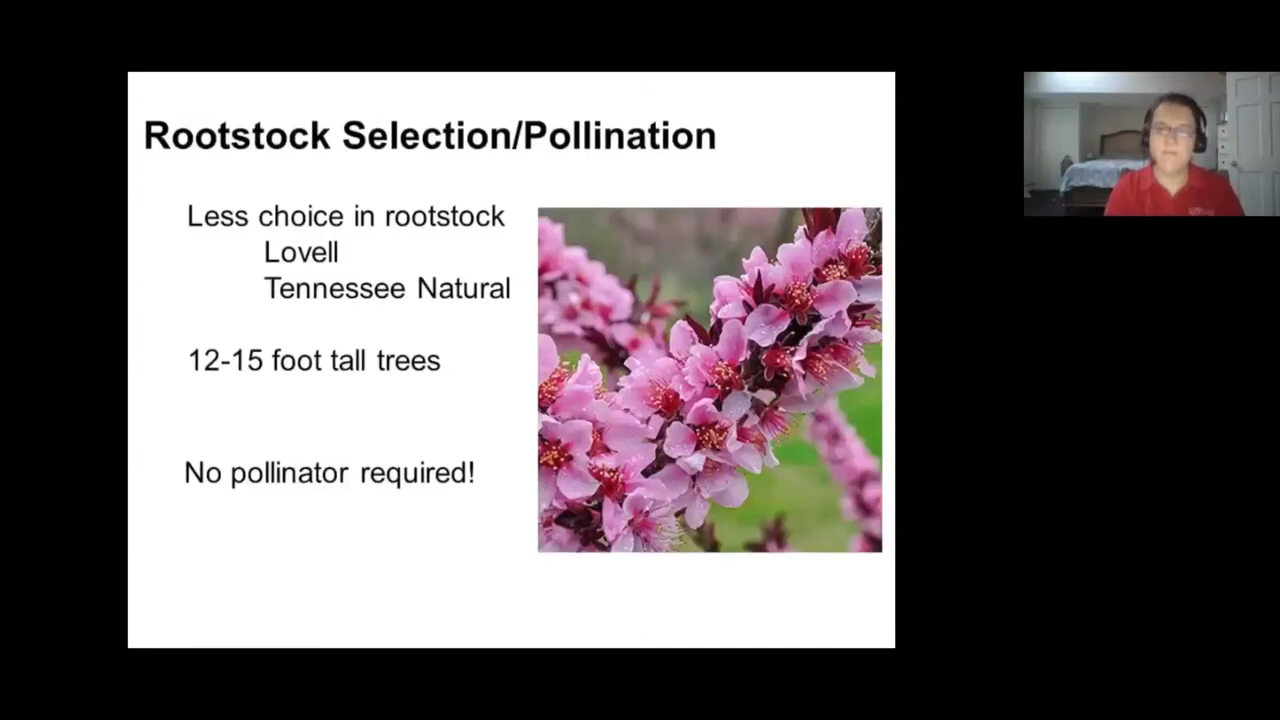 Rootstock Selection/Pollination
Less choice in rootstock
Lovell
Tennessee Natural
12-15 foot tall trees
No pollinator required!